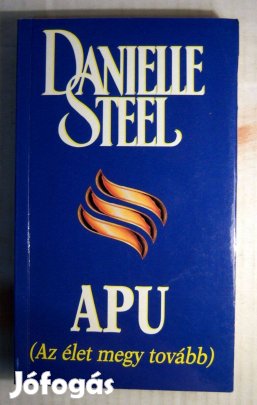 DANIELLE
STEEL
APU
(Az élet megy tovább)
Jófogás